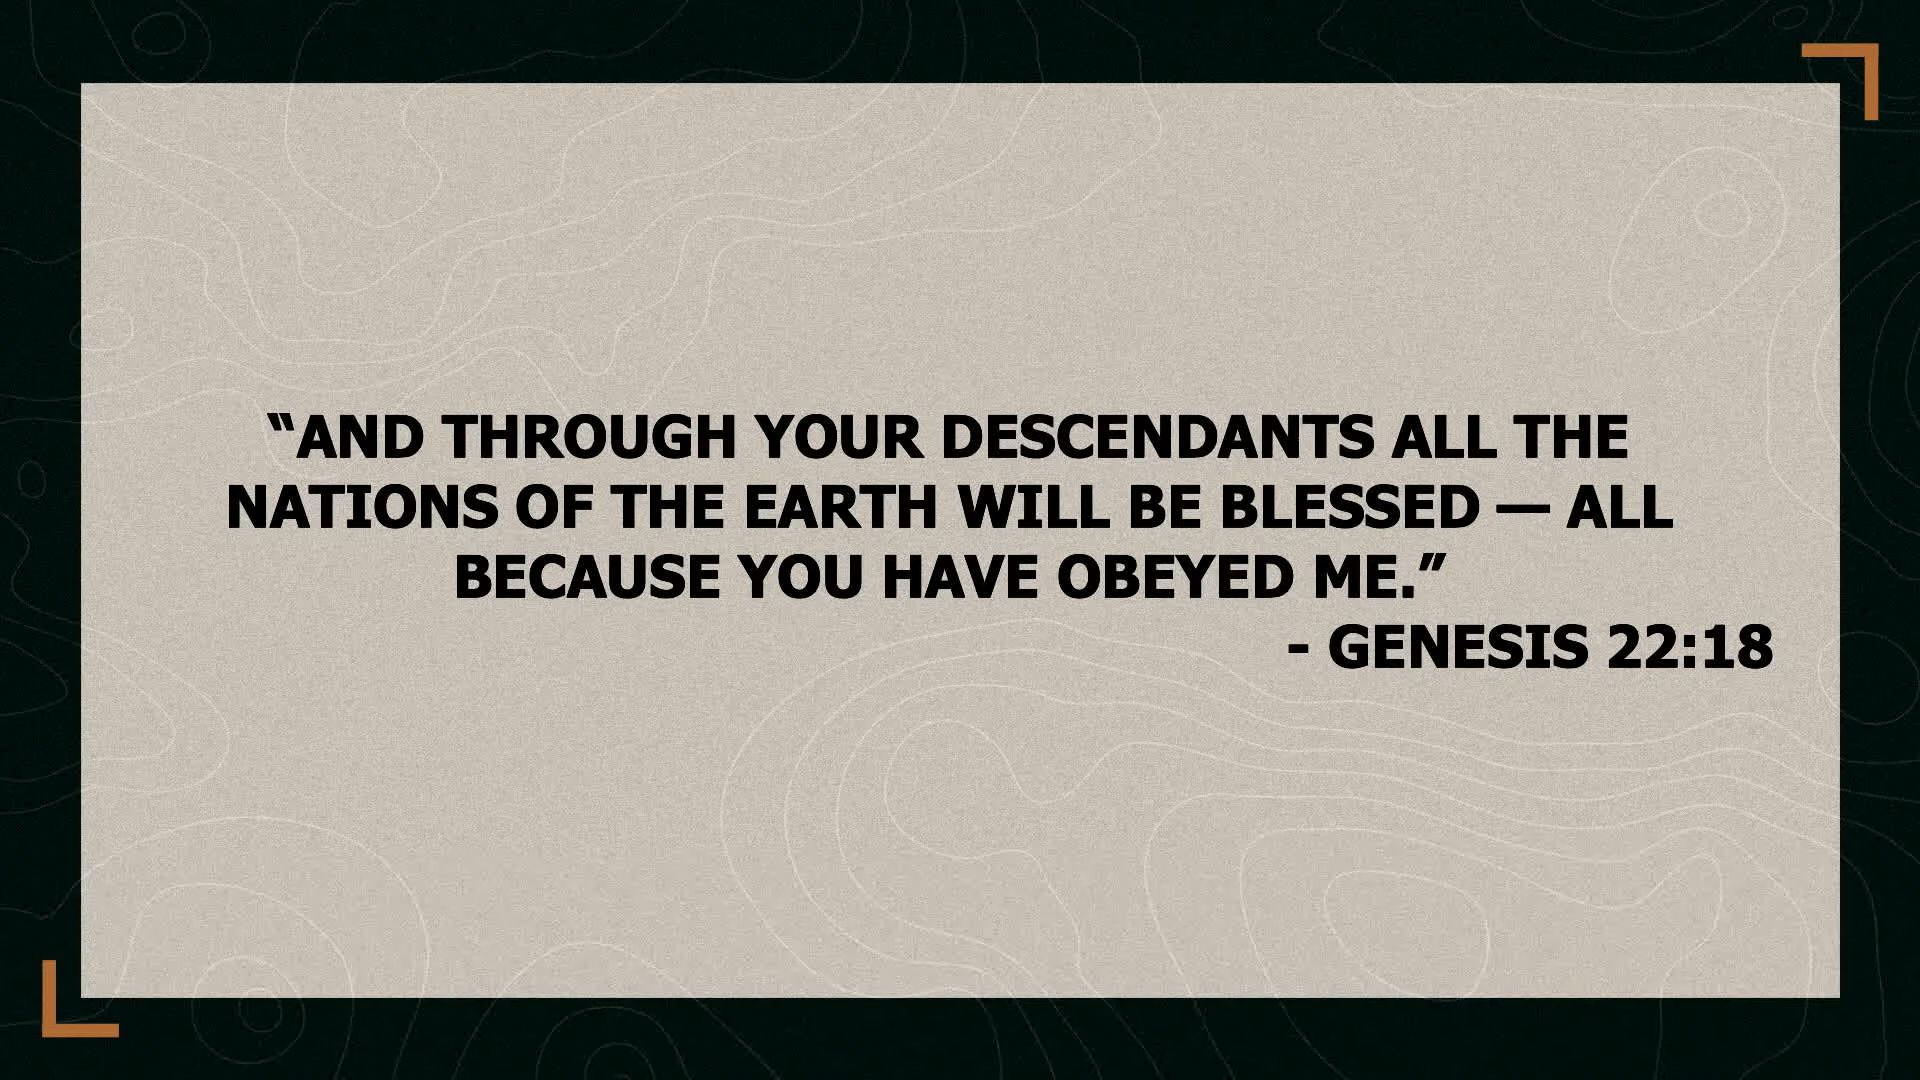 “AND THROUGH YOUR DESCENDANTS ALL THE
NATIONS OF THE EARTH WILL BE BLESSED — ALL
BECAUSE YOU HAVE OBEYED ME.”
- GENESIS 22:18